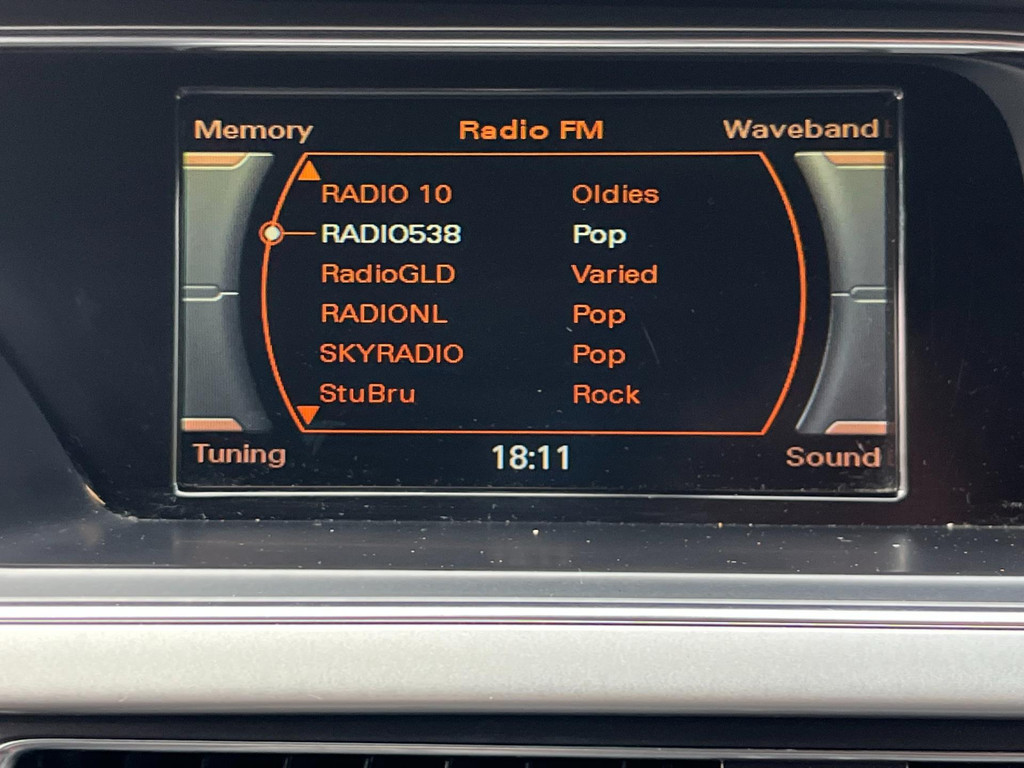 Memory Radio FM Waveband
RADIO 10 Oldies
RADIO538 Pop
RadioGLD Varied
RADIONL Pop
SKYRADIO Pop
StuBru Rock
Tuning 18:11 Sound